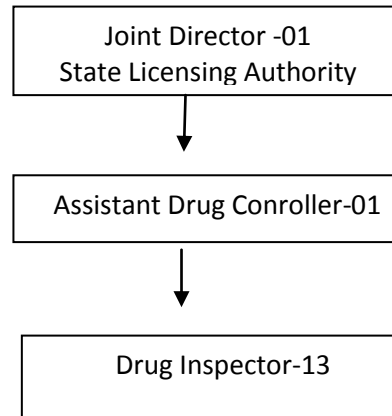 Joint Director -01
State Licensing Authority
Assistant Drug Conroller-01
Drug Inspector-13